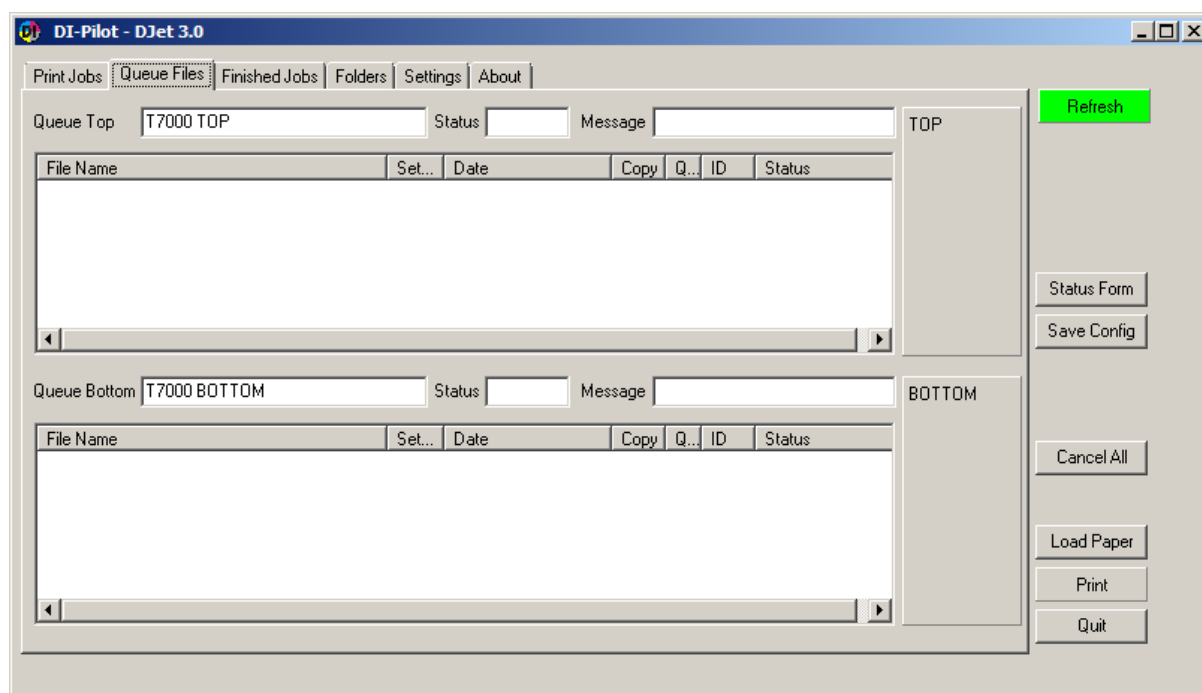 DI-Pilot - DJet 3.0
Print Jobs Queue Files Finished Jobs Folders Settings About
Refresh
Queue Top T7000 TOP Status Message TOP
File Name Set... Date Copy Q... ID Status
Status Form
Save Config
Queue Bottom T7000 BOTTOM Status Message BOTTOM
File Name Set... Date Copy Q... ID Status
Cancel All
Load Paper
Print
Quit